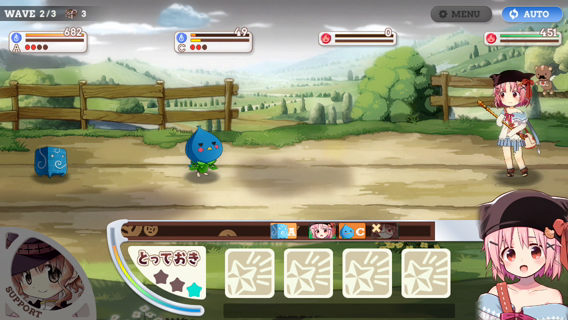 WAVE 2/3
3
MENU
AUTO
682
A
49
C
0
451
A
C
とっておき
SUPPORT